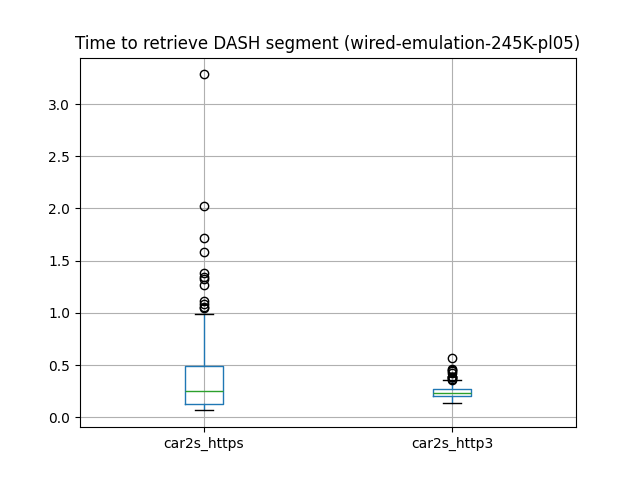 Time to retrieve DASH segment (wired-emulation-245K-pl05)
3.0
2.5
2.0
1.5
1.0
0.5
0.0
car2s_https
car2s_http3